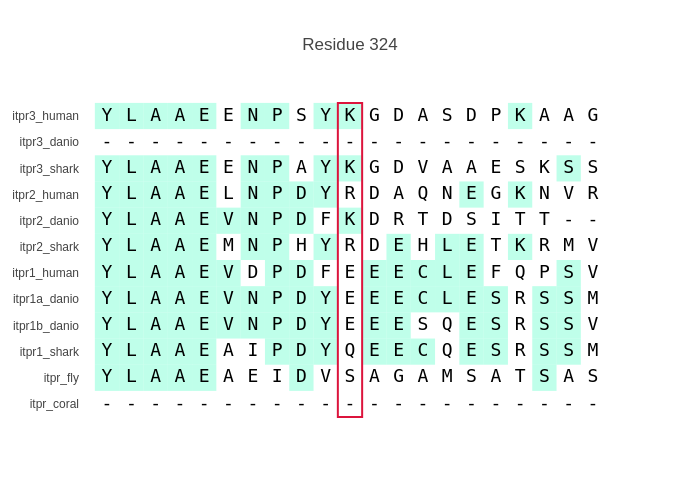 Residue 324
itpr3_human Y L A A E E N P S Y K G D A S D P K A A G
itpr3_danio - - - - - - - - - - - - - - - - - - - - -
itpr3_shark Y L A A E E N P A Y K G D V A A E S K S S
itpr2_human Y L A A E L N P D Y R D A Q N E G K N V R
itpr2_danio Y L A A E V N P D F K D R T D S I T T - -
itpr2_shark Y L A A E M N P H Y R D E H L E T K R M V
itpr1_human Y L A A E V D P D F E E E C L E F Q P S V
itpr1a_danio Y L A A E V N P D Y E E E C L E S R S S M
itpr1b_danio Y L A A E V N P D Y E E E S Q E S R S S V
itpr1_shark Y L A A E A I P D Y Q E E C Q E S R S S M
itpr_fly Y L A A E A E I D V S A G A M S A T S A S
itpr_coral - - - - - - - - - - - - - - - - - - - - -